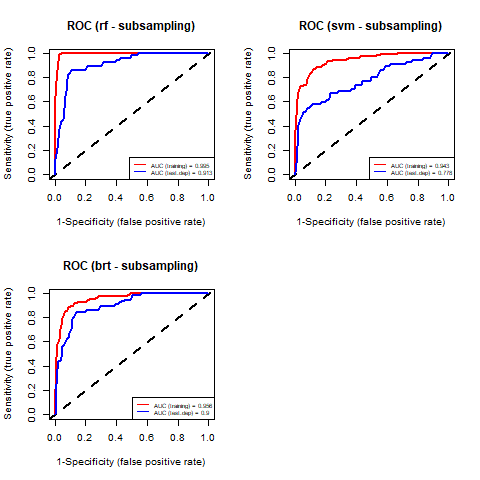 ROC (rf - subsampling)
Sensitivity (true positive rate)
0.0 0.2 0.4 0.6 0.8 1.0
AUC (training) = 0.998
AUC (test.dep) = 0.913
0.0 0.2 0.4 0.6 0.8 1.0
1-Specificity (false positive rate)
ROC (svm - subsampling)
Sensitivity (true positive rate)
0.0 0.2 0.4 0.6 0.8 1.0
AUC (training) = 0.943
AUC (test.dep) = 0.778
0.0 0.2 0.4 0.6 0.8 1.0
1-Specificity (false positive rate)
ROC (brt - subsampling)
Sensitivity (true positive rate)
0.0 0.2 0.4 0.6 0.8 1.0
AUC (training) = 0.956
AUC (test.dep) = 0.9
0.0 0.2 0.4 0.6 0.8 1.0
1-Specificity (false positive rate)